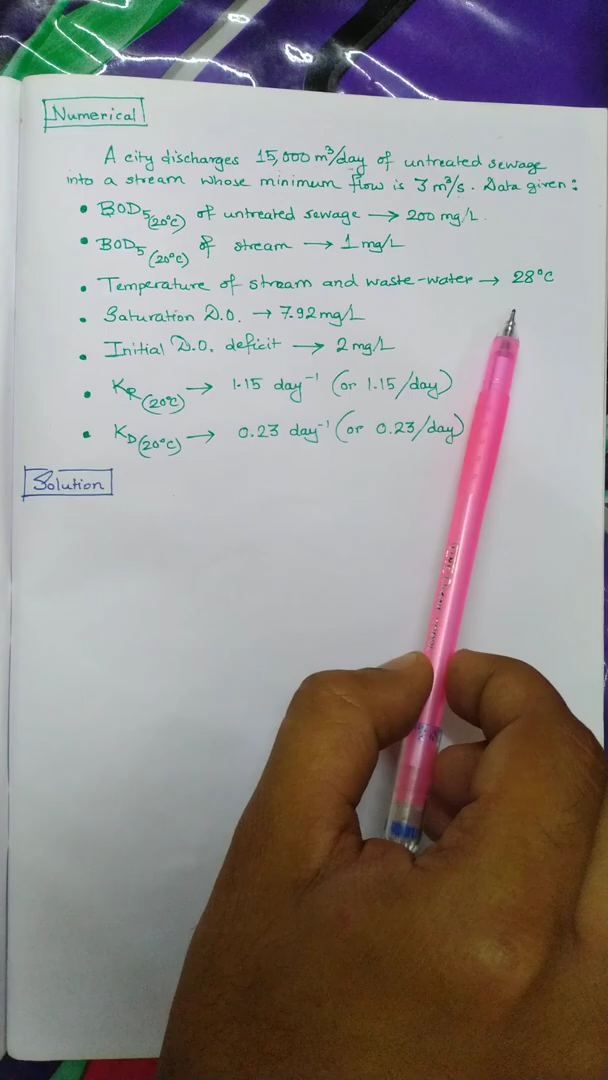 Numerical
A city discharges 15,000 m³/day of untreated sewage
into a stream whose minimum flow is 3 m³/s. Data given:
• BOD₅(20°C) of untreated sewage → 200 mg/L.
• BOD₅(20°C) of stream → 1 mg/L
• Temperature of stream and waste-water → 28°C
• Saturation D.O. → 7.92 mg/L
• Initial D.O. deficit → 2 mg/L
• K_R(20°C) → 1.15 day⁻¹ (or 1.15/day)
• K_D(20°C) → 0.23 day⁻¹ (or 0.23/day)
Solution